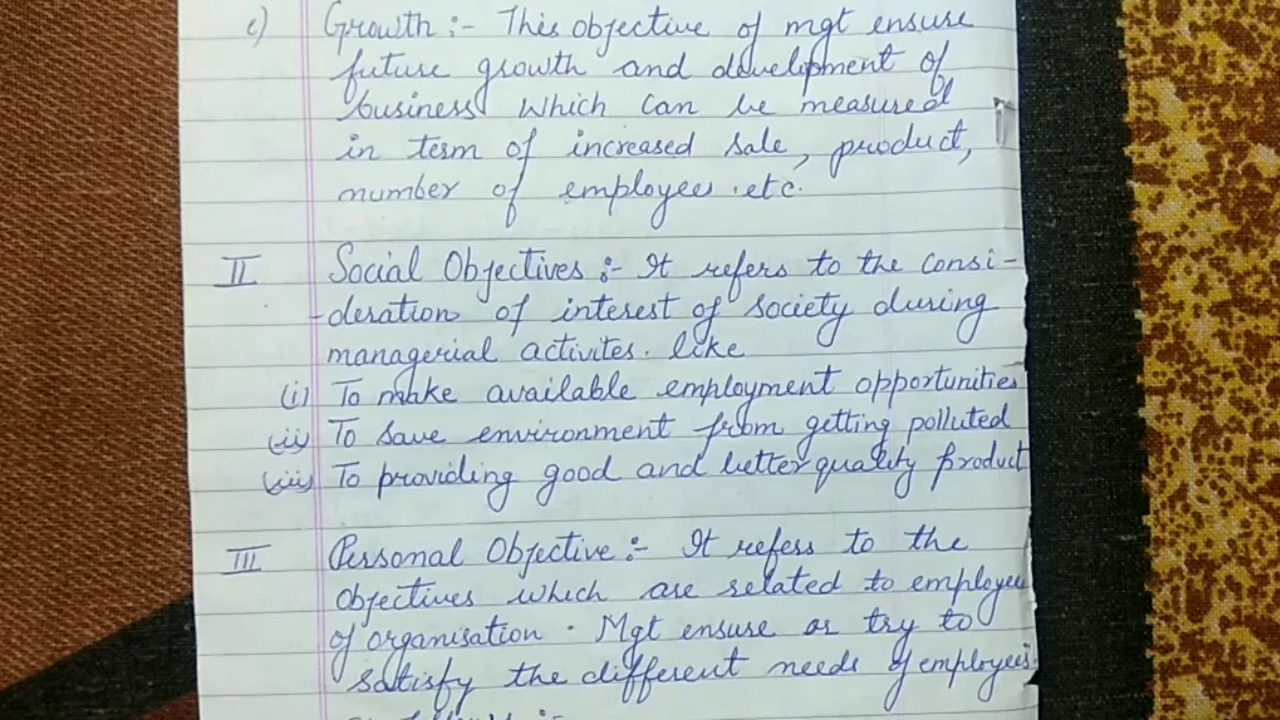 c) Growth :- This objective of mgt ensure
future growth and development of
business which can be measured
in term of increased sale, product,
number of employees etc.
II Social Objectives :- It refers to the consi-
-deration of interest of society during
managerial activites. like
(i) To make available employment opportunities
(ii) To save environment from getting polluted
(iii) To providing good and better quality product
III Personal Objective :- It refers to the
objectives which are related to employee
of organisation. Mgt ensure or try to
satisfy the different needs of employees.